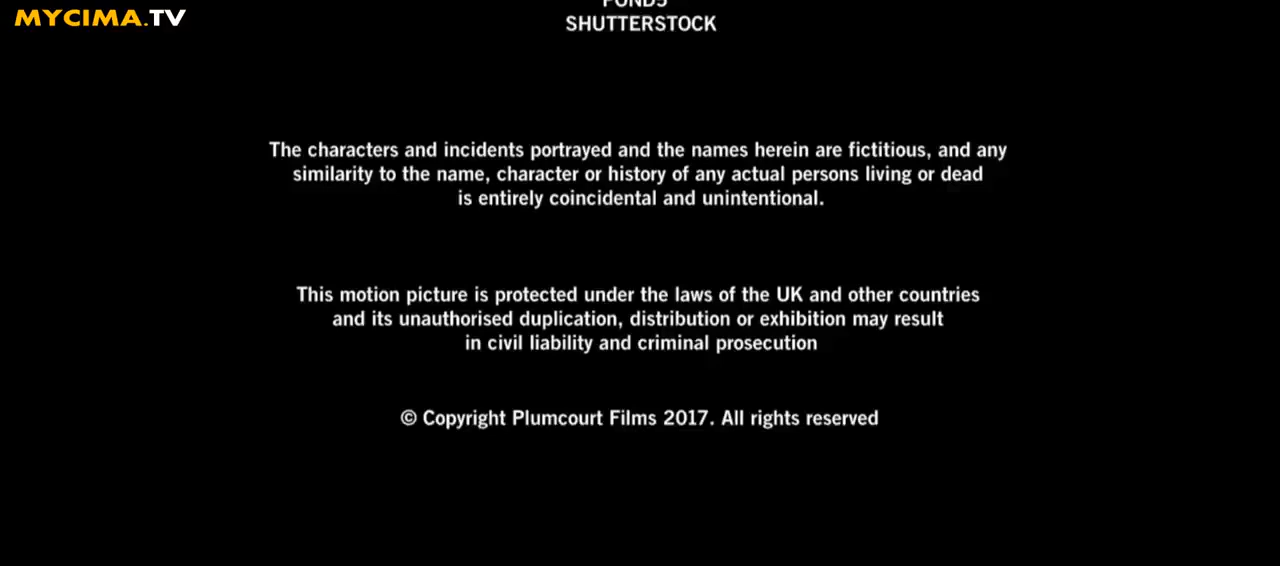 MYCIMA.TV
POND5
SHUTTERSTOCK
The characters and incidents portrayed and the names herein are fictitious, and any
similarity to the name, character or history of any actual persons living or dead
is entirely coincidental and unintentional.
This motion picture is protected under the laws of the UK and other countries
and its unauthorised duplication, distribution or exhibition may result
in civil liability and criminal prosecution
© Copyright Plumcourt Films 2017. All rights reserved